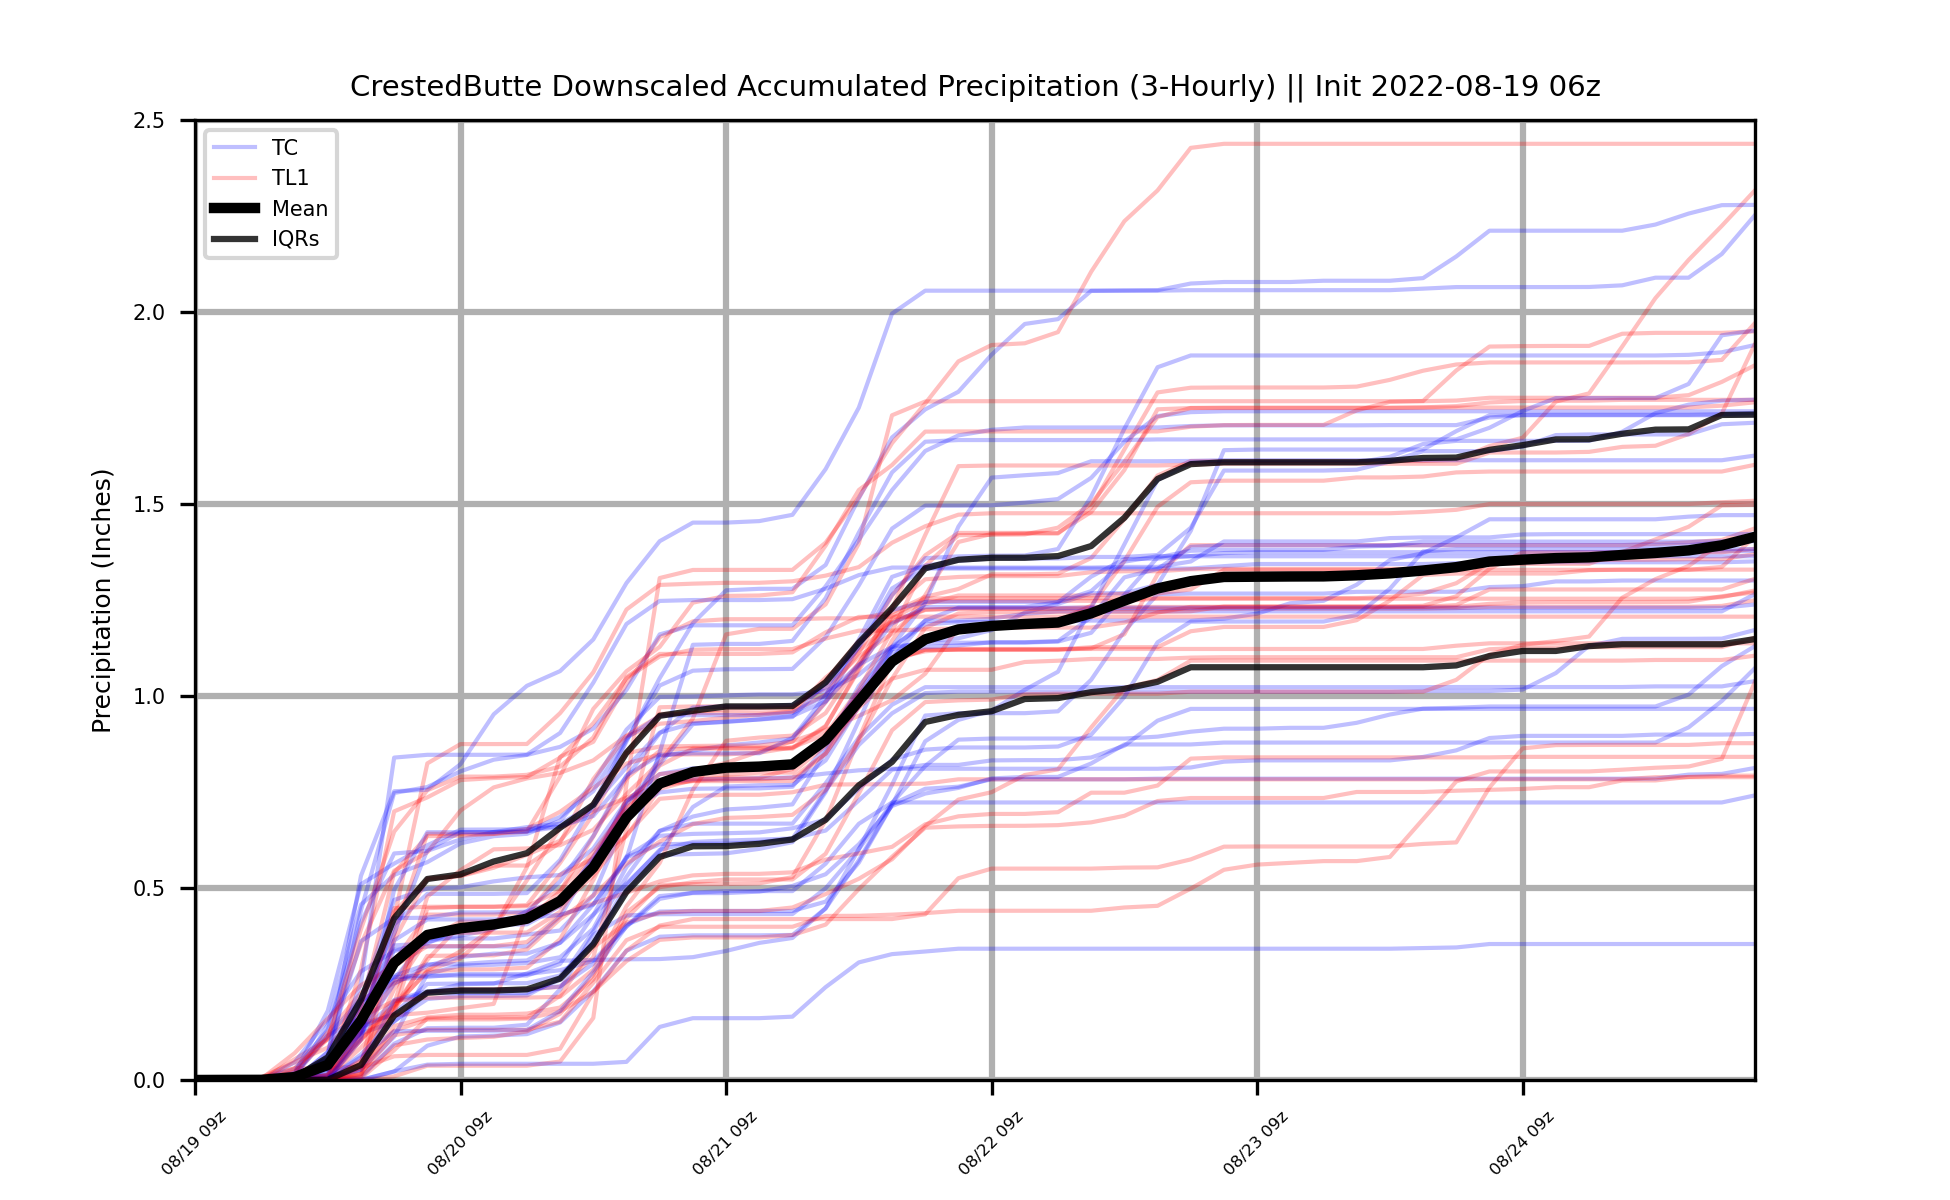 CrestedButte Downscaled Accumulated Precipitation (3-Hourly) || Init 2022-08-19 06z
TC
TL1
Mean
IQRs
Precipitation (Inches)
2.5
2.0
1.5
1.0
0.5
0.0
08/19 09z
08/20 09z
08/21 09z
08/22 09z
08/23 09z
08/24 09z